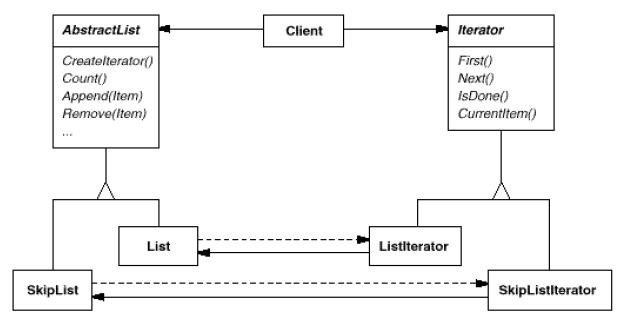 AbstractList
CreateIterator()
Count()
Append(Item)
Remove(Item)
...
Client
Iterator
First()
Next()
IsDone()
CurrentItem()
List
ListIterator
SkipList
SkipListIterator